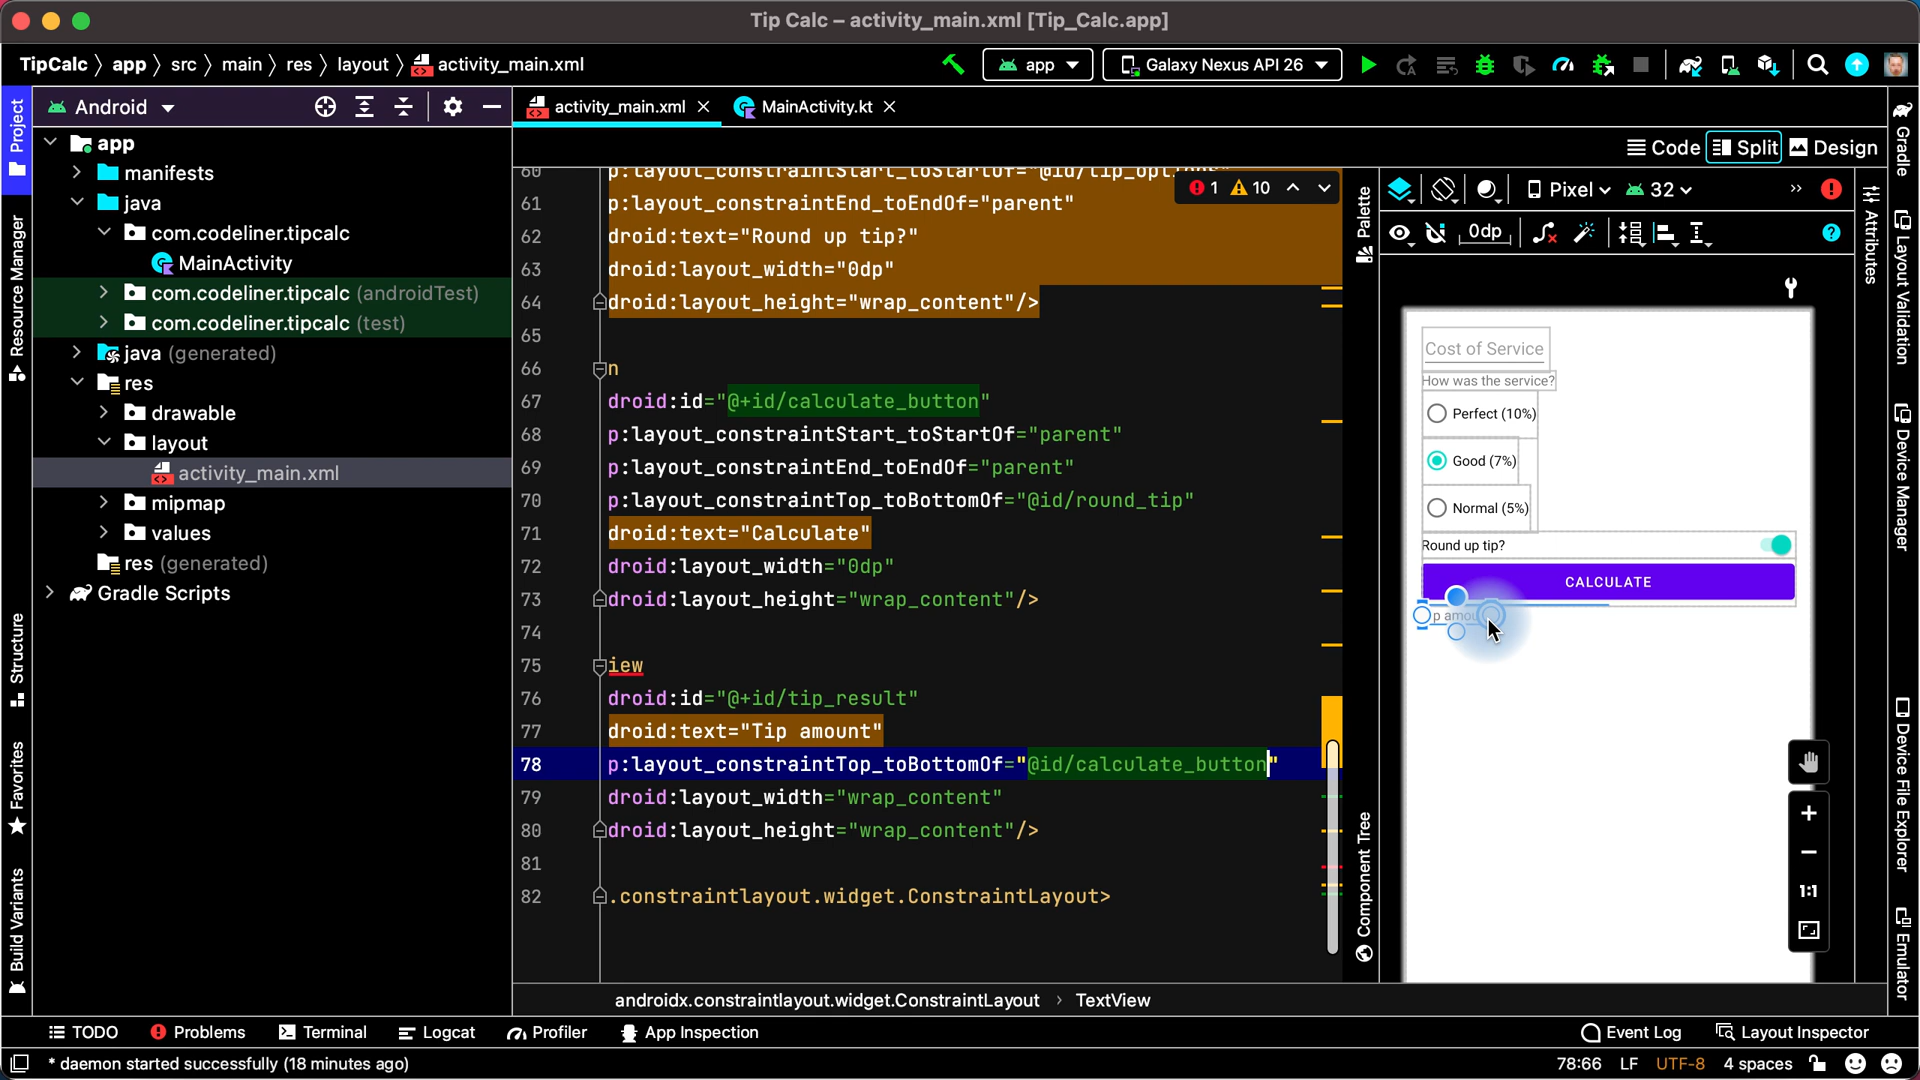 Tip Calc – activity_main.xml [Tip_Calc.app]
TipCalc 〉 app 〉 src 〉 main 〉 res 〉 layout 〉 activity_main.xml
app
Galaxy Nexus API 26
Android
activity_main.xml
MainActivity.kt
Code
Split
Design
Project
Resource Manager
Structure
Favorites
Build Variants
app
manifests
java
com.codeliner.tipcalc
MainActivity
com.codeliner.tipcalc (androidTest)
com.codeliner.tipcalc (test)
java (generated)
res
drawable
layout
activity_main.xml
mipmap
values
res (generated)
Gradle Scripts
1 10
60 p:layout_constraintStart_toStartOf="@id/tip_options"
61 p:layout_constraintEnd_toEndOf="parent"
62 droid:text="Round up tip?"
63 droid:layout_width="0dp"
64 droid:layout_height="wrap_content"/>
65
66 n
67 droid:id="@+id/calculate_button"
68 p:layout_constraintStart_toStartOf="parent"
69 p:layout_constraintEnd_toEndOf="parent"
70 p:layout_constraintTop_toBottomOf="@id/round_tip"
71 droid:text="Calculate"
72 droid:layout_width="0dp"
73 droid:layout_height="wrap_content"/>
74
75 iew
76 droid:id="@+id/tip_result"
77 droid:text="Tip amount"
78 p:layout_constraintTop_toBottomOf="@id/calculate_button"
79 droid:layout_width="wrap_content"
80 droid:layout_height="wrap_content"/>
81
82 .constraintlayout.widget.ConstraintLayout>
androidx.constraintlayout.widget.ConstraintLayout › TextView
Palette
Component Tree
Pixel
32
0dp
Cost of Service
How was the service?
Perfect (10%)
Good (7%)
Normal (5%)
Round up tip?
CALCULATE
p amou
1:1
Attributes
Gradle
Layout Validation
Device Manager
Device File Explorer
Emulator
TODO
Problems
Terminal
Logcat
Profiler
App Inspection
Event Log
Layout Inspector
* daemon started successfully (18 minutes ago)
78:66 LF UTF-8 4 spaces